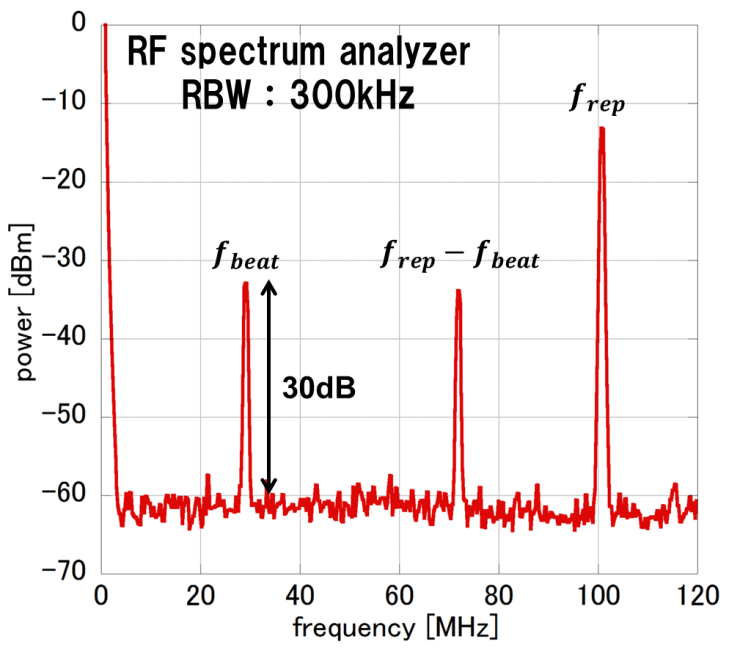 RF spectrum analyzer
RBW : 300kHz
f_rep
f_beat
f_rep − f_beat
30dB
0
−10
−20
−30
−40
−50
−60
−70
power [dBm]
0 20 40 60 80 100 120
frequency [MHz]